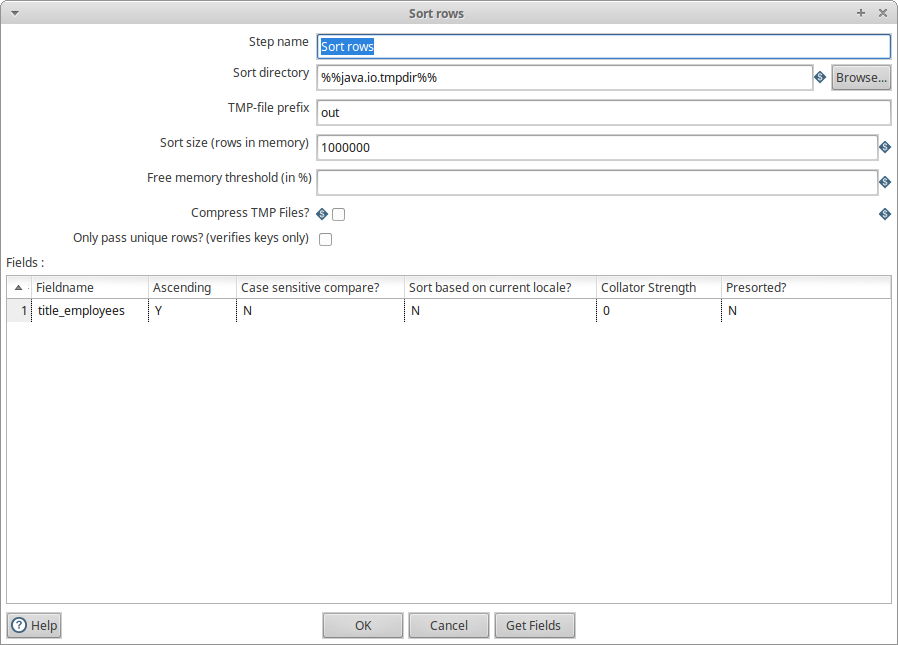 Sort rows
Step name Sort rows
Sort directory %%java.io.tmpdir%% Browse...
TMP-file prefix out
Sort size (rows in memory) 1000000
Free memory threshold (in %)
Compress TMP Files?
Only pass unique rows? (verifies keys only)
Fields :
Fieldname Ascending Case sensitive compare? Sort based on current locale? Collator Strength Presorted?
1 title_employees Y N N 0 N
Help OK Cancel Get Fields